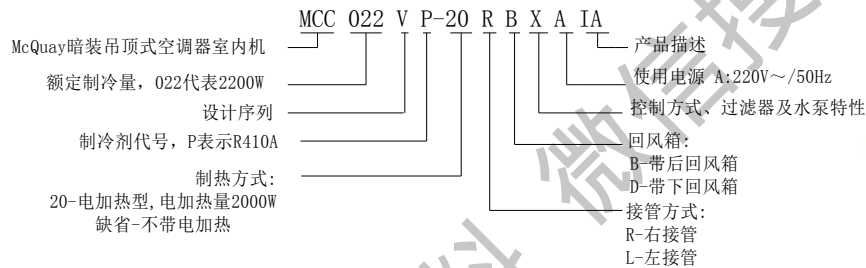 MCC 022 V P-20 R B X A IA
McQuay暗装吊顶式空调器室内机
额定制冷量，022代表2200W
设计序列
制冷剂代号，P表示R410A
制热方式:
20-电加热型,电加热量2000W
缺省-不带电加热
产品描述
使用电源 A:220V～/50Hz
控制方式、过滤器及水泵特性
回风箱:
B-带后回风箱
D-带下回风箱
接管方式:
R-右接管
L-左接管
微信搜
料